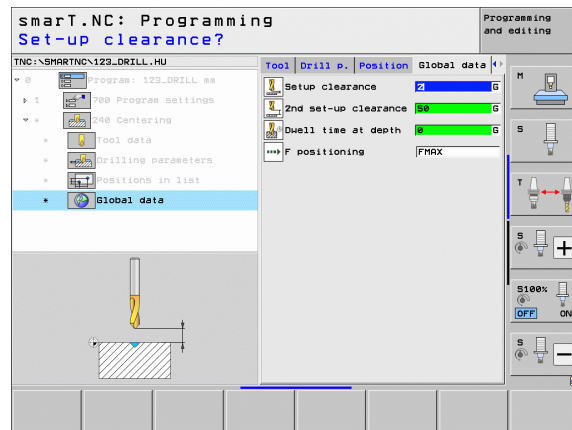 smarT.NC: Programming
Set-up clearance?
Programming
and editing
TNC:\SMARTNC\123_DRILL.HU
0 Program: 123_DRILL mm
1 700 Program settings
* 240 Centering
* Tool data
* Drilling parameters
* Positions in list
* Global data
Tool Drill p. Position Global data
Setup clearance 2 G
2nd set-up clearance 50 G
Dwell time at depth 0 G
F positioning FMAX
M
S
T
S
+
S100%
OFF ON
S
−